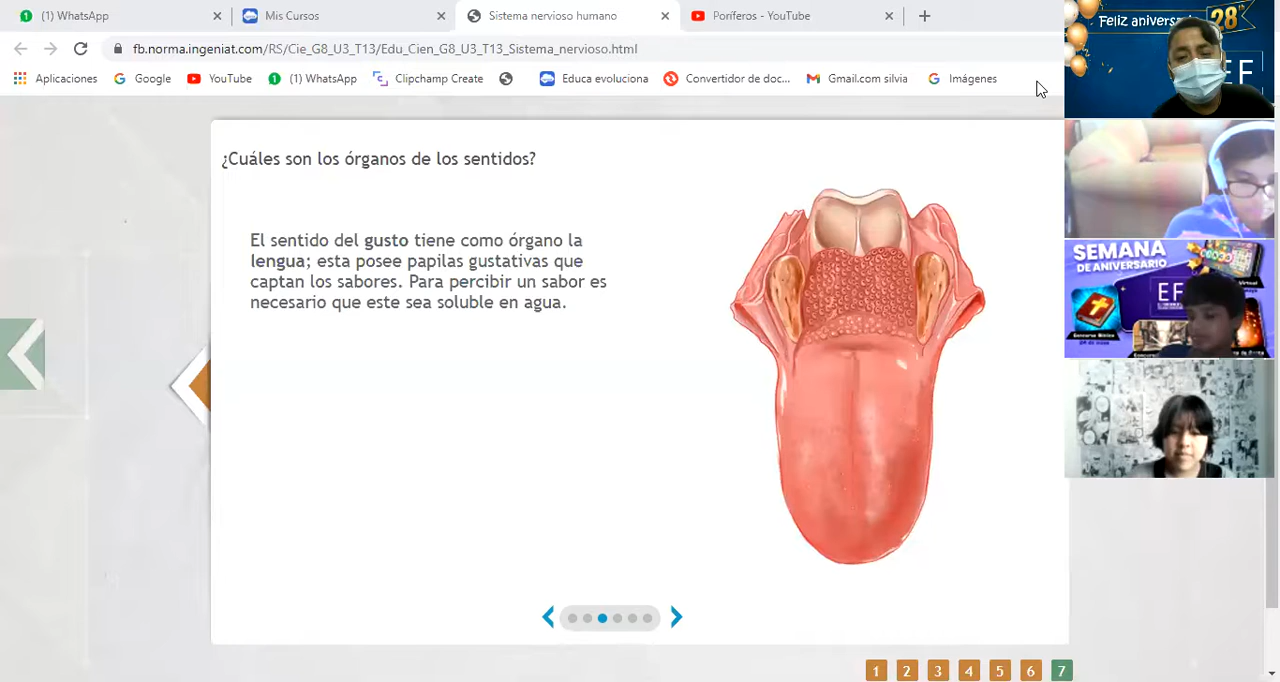 (1) WhatsApp
Mis Cursos
Sistema nervioso humano
Poríferos - YouTube
fb.norma.ingeniat.com/RS/Cie_G8_U3_T13/Edu_Cien_G8_U3_T13_Sistema_nervioso.html
Aplicaciones
Google
YouTube
(1) WhatsApp
Clipchamp Create
Educa evoluciona
Convertidor de doc...
Gmail.com silvia
Imágenes
Feliz aniversa
28°
EF
¿Cuáles son los órganos de los sentidos?
El sentido del gusto tiene como órgano la
lengua; esta posee papilas gustativas que
captan los sabores. Para percibir un sabor es
necesario que este sea soluble en agua.
SEMANA
DE ANIVERSARIO
EF
1 2 3 4 5 6 7